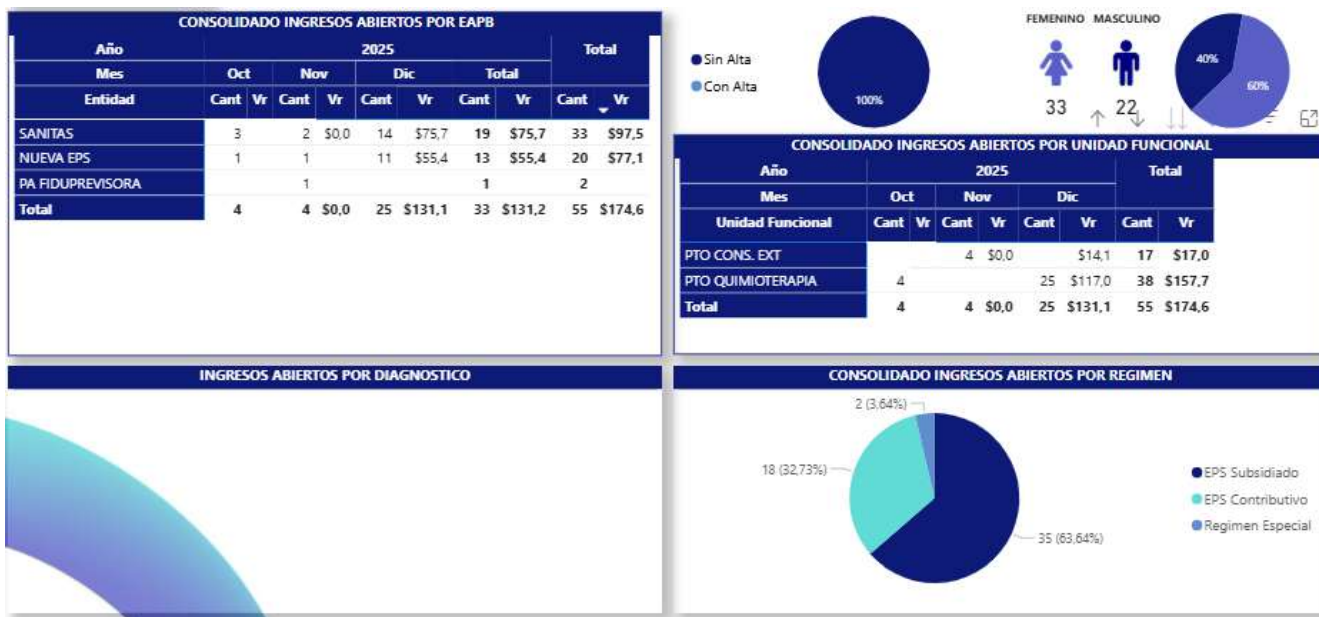 CONSOLIDADO INGRESOS ABIERTOS POR EAPB
Año 2025 Total
Mes Oct Nov Dic Total
Entidad Cant Vr Cant Vr Cant Vr Cant Vr Cant Vr
SANITAS 3 2 $0,0 14 $75,7 19 $75,7 33 $97,5
NUEVA EPS 1 1 11 $55,4 13 $55,4 20 $77,1
PA FIDUPREVISORA 1 1 2
Total 4 4 $0,0 25 $131,1 33 $131,2 55 $174,6
Sin Alta
Con Alta
100%
FEMENINO MASCULINO
33 22
40%
60%
CONSOLIDADO INGRESOS ABIERTOS POR UNIDAD FUNCIONAL
Año 2025 Total
Mes Oct Nov Dic
Unidad Funcional Cant Vr Cant Vr Cant Vr Cant Vr
PTO CONS. EXT 4 $0,0 $14,1 17 $17,0
PTO QUIMIOTERAPIA 4 25 $117,0 38 $157,7
Total 4 4 $0,0 25 $131,1 55 $174,6
INGRESOS ABIERTOS POR DIAGNOSTICO
CONSOLIDADO INGRESOS ABIERTOS POR REGIMEN
2 (3,64%)
18 (32,73%)
35 (63,64%)
EPS Subsidiado
EPS Contributivo
Regimen Especial